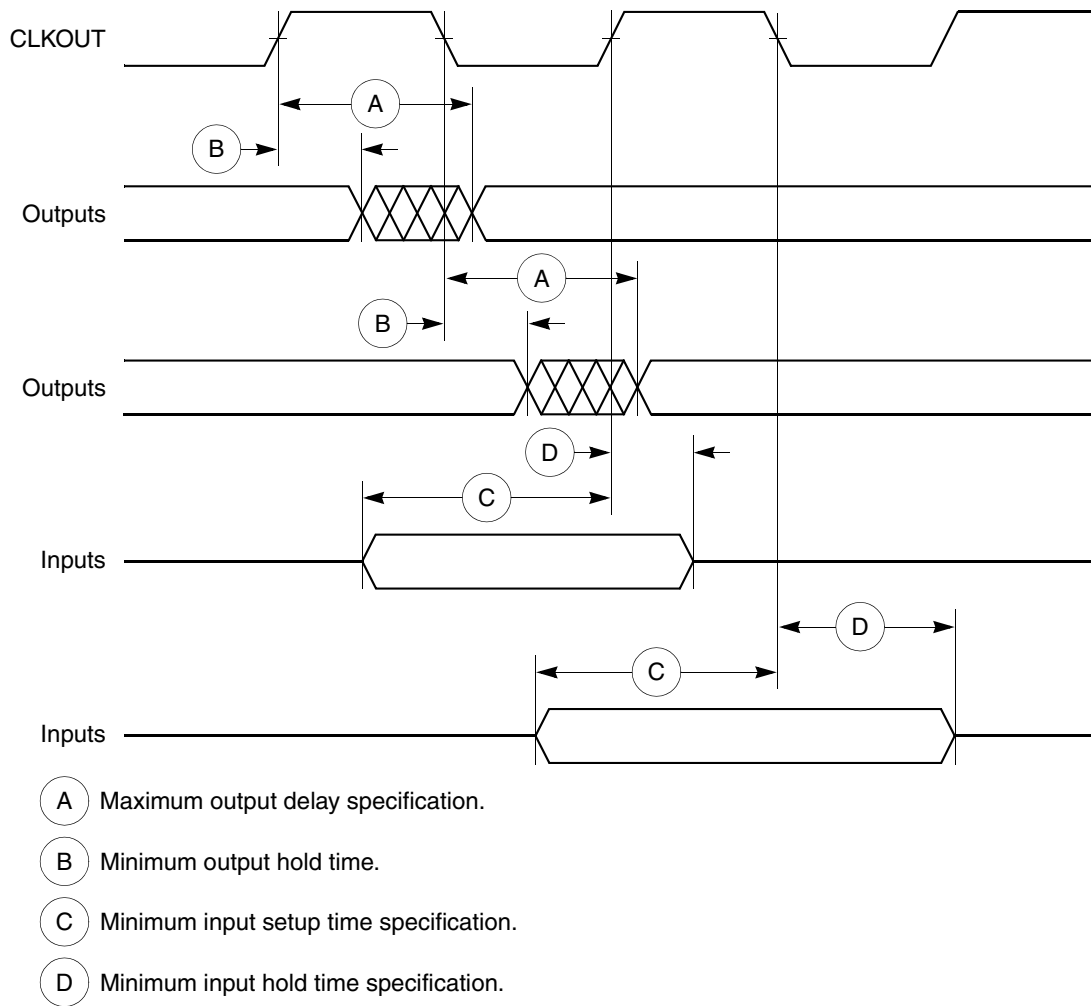 CLKOUT
A
B
Outputs
A
B
Outputs
D
C
Inputs
D
C
Inputs
A Maximum output delay specification.
B Minimum output hold time.
C Minimum input setup time specification.
D Minimum input hold time specification.